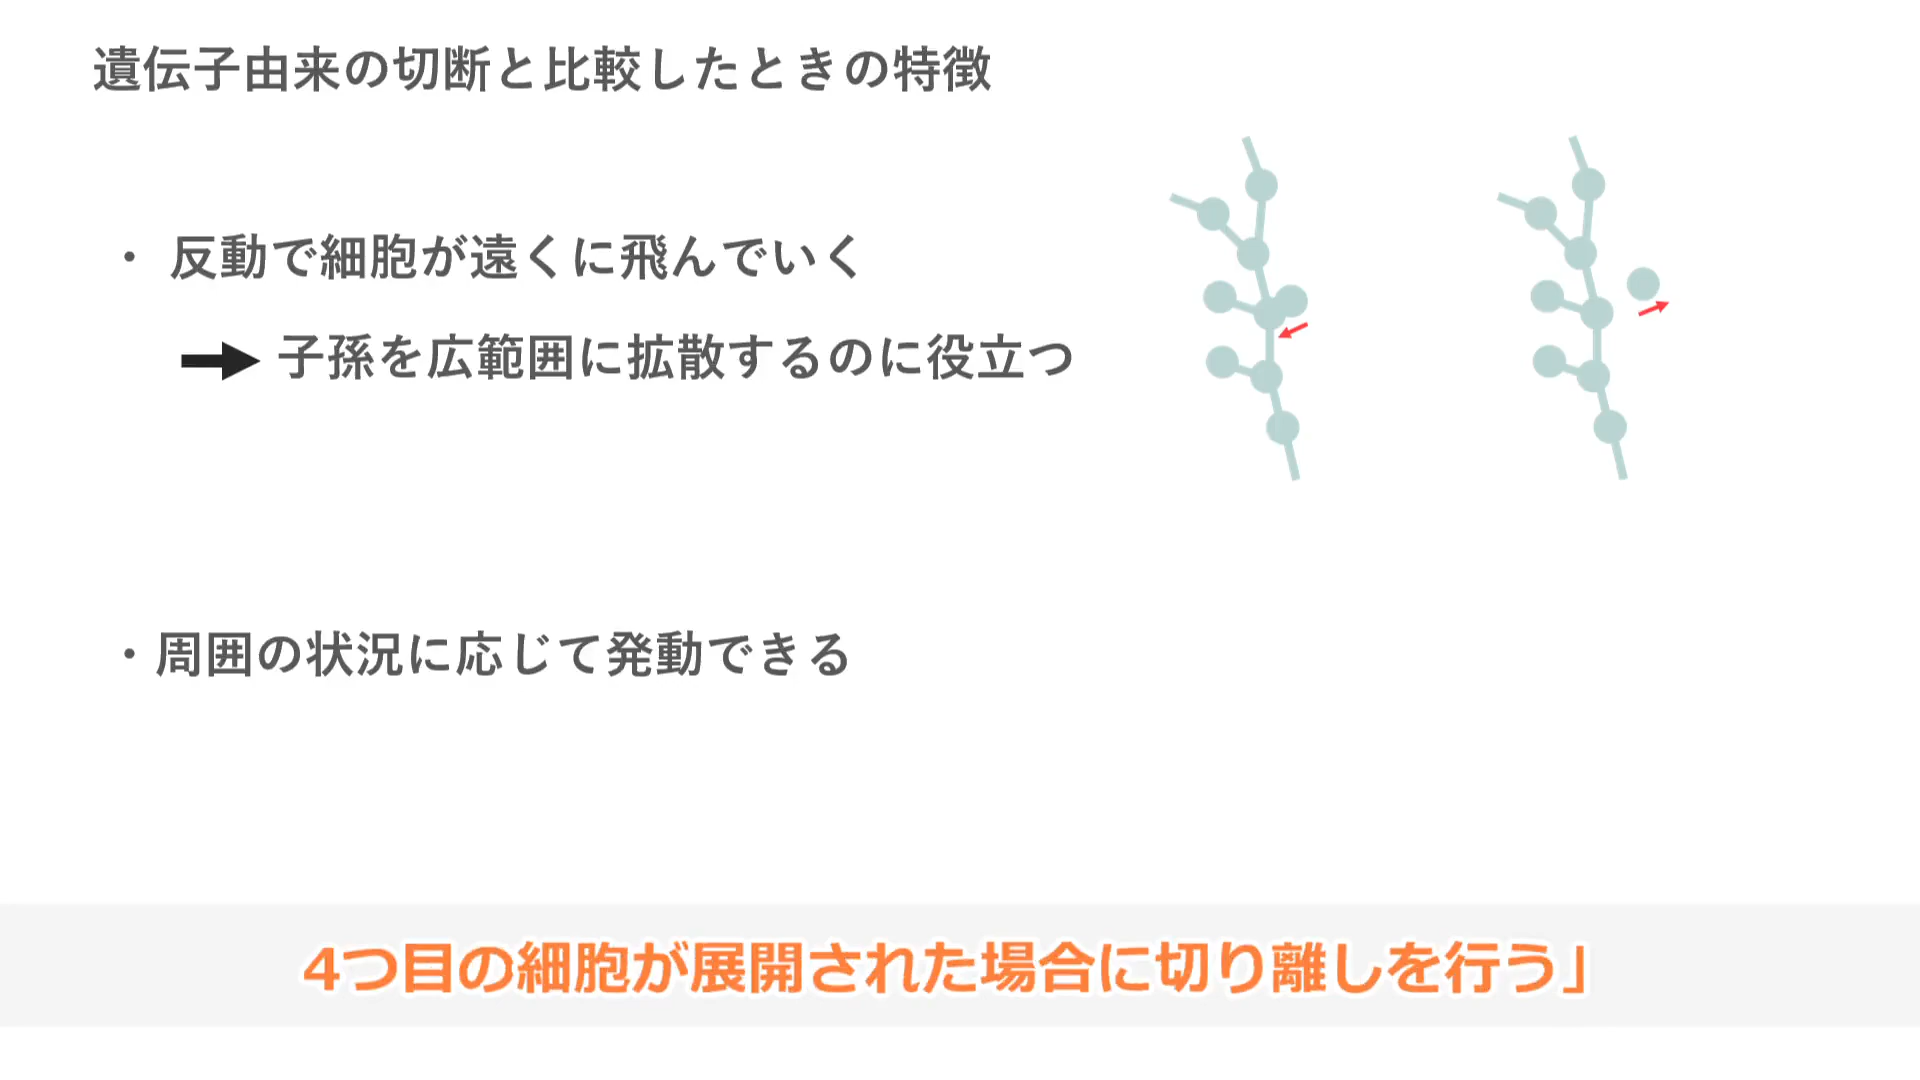 遺伝子由来の切断と比較したときの特徴
・ 反動で細胞が遠くに飛んでいく
子孫を広範囲に拡散するのに役立つ
・周囲の状況に応じて発動できる
4つ目の細胞が展開された場合に切り離しを行う」